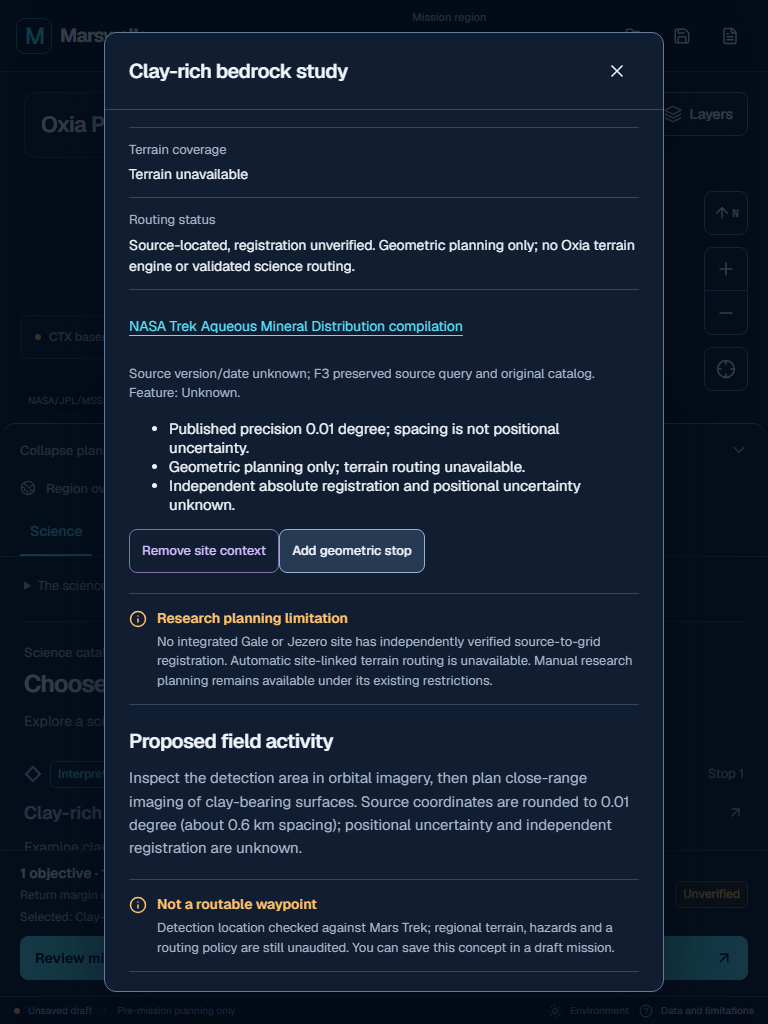 Mission region
M
Clay-rich bedrock study
Oxia P
Layers
Terrain coverage
Terrain unavailable
N
Routing status
Source-located, registration unverified. Geometric planning only; no Oxia terrain
engine or validated science routing.
CTX base
NASA Trek Aqueous Mineral Distribution compilation
Source version/date unknown; F3 preserved source query and original catalog.
Feature: Unknown.
NASA/JPL/MSS
• Published precision 0.01 degree; spacing is not positional
uncertainty.
Collapse plan
• Geometric planning only; terrain routing unavailable.
• Independent absolute registration and positional uncertainty
unknown.
Region ov
Science
Remove site context
Add geometric stop
The science
Research planning limitation
No integrated Gale or Jezero site has independently verified source-to-grid
registration. Automatic site-linked terrain routing is unavailable. Manual research
planning remains available under its existing restrictions.
Science cata
Choose
Explore a sci
Proposed field activity
Inspect the detection area in orbital imagery, then plan close-range
imaging of clay-bearing surfaces. Source coordinates are rounded to 0.01
degree (about 0.6 km spacing); positional uncertainty and independent
registration are unknown.
Interpret
Stop 1
Clay-rich
Examine clay
1 objective ·
Return margin u
Selected: Clay-
Unverified
Not a routable waypoint
Detection location checked against Mars Trek; regional terrain, hazards and a
routing policy are still unaudited. You can save this concept in a draft mission.
Review mi
Unsaved draft / Pre-mission planning only
Environment
Data and limitations